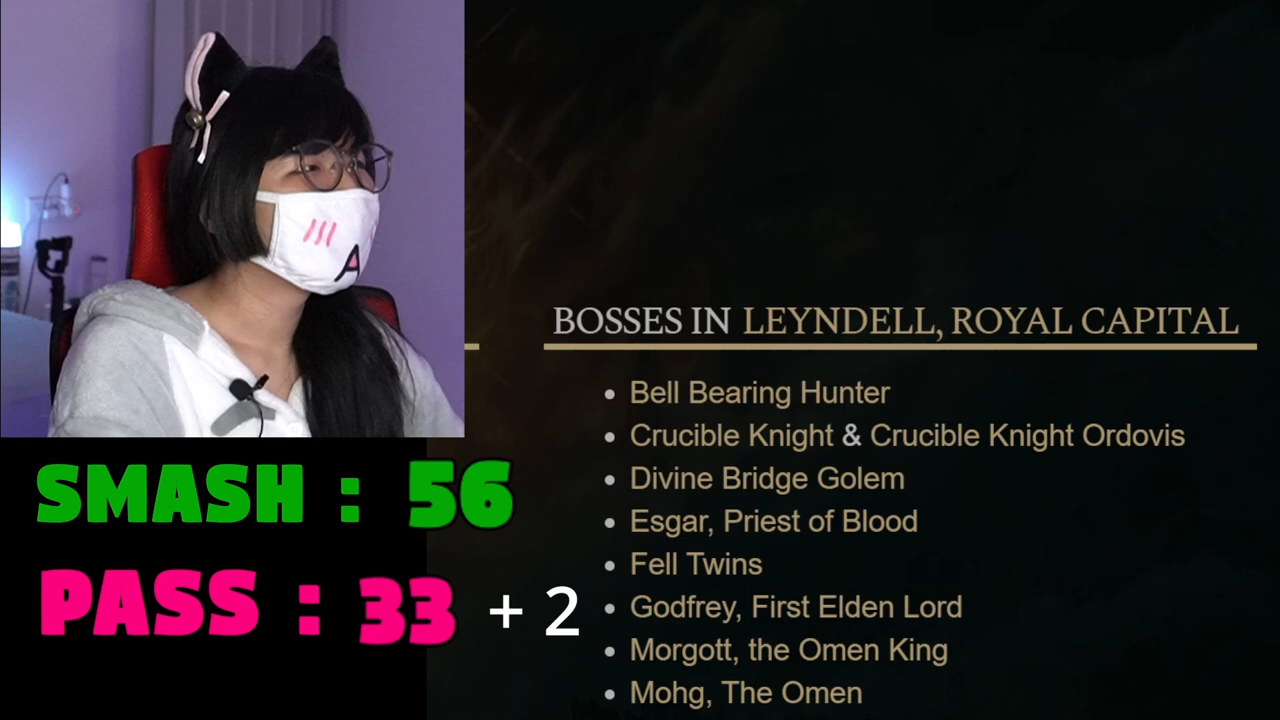 BOSSES IN LEYNDELL, ROYAL CAPITAL
Bell Bearing Hunter
Crucible Knight & Crucible Knight Ordovis
Divine Bridge Golem
Esgar, Priest of Blood
Fell Twins
Godfrey, First Elden Lord
Morgott, the Omen King
Mohg, The Omen
SMASH : 56
PASS : 33 + 2